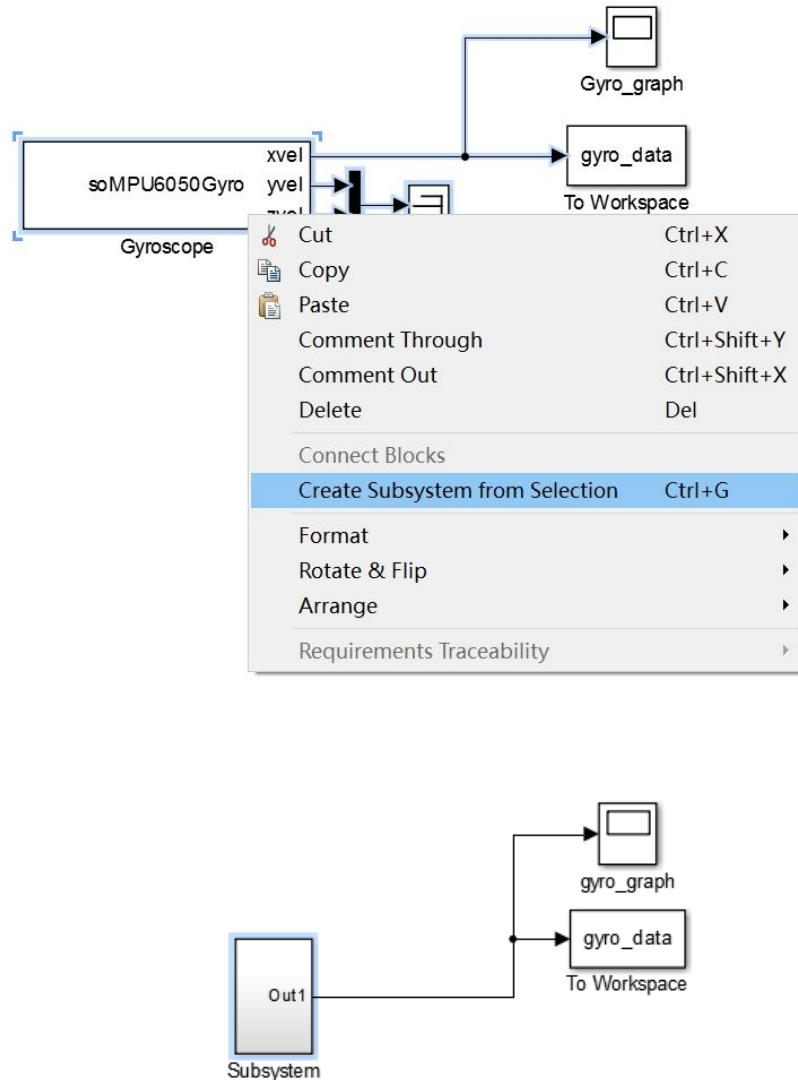 Gyro_graph
xvel
gyro_data
soMPU6050Gyro
yvel
zvel
To Workspace
Gyroscope
Cut Ctrl+X
Copy Ctrl+C
Paste Ctrl+V
Comment Through Ctrl+Shift+Y
Comment Out Ctrl+Shift+X
Delete Del
Connect Blocks
Create Subsystem from Selection Ctrl+G
Format
Rotate & Flip
Arrange
Requirements Traceability
gyro_graph
gyro_data
To Workspace
Out1
Subsystem